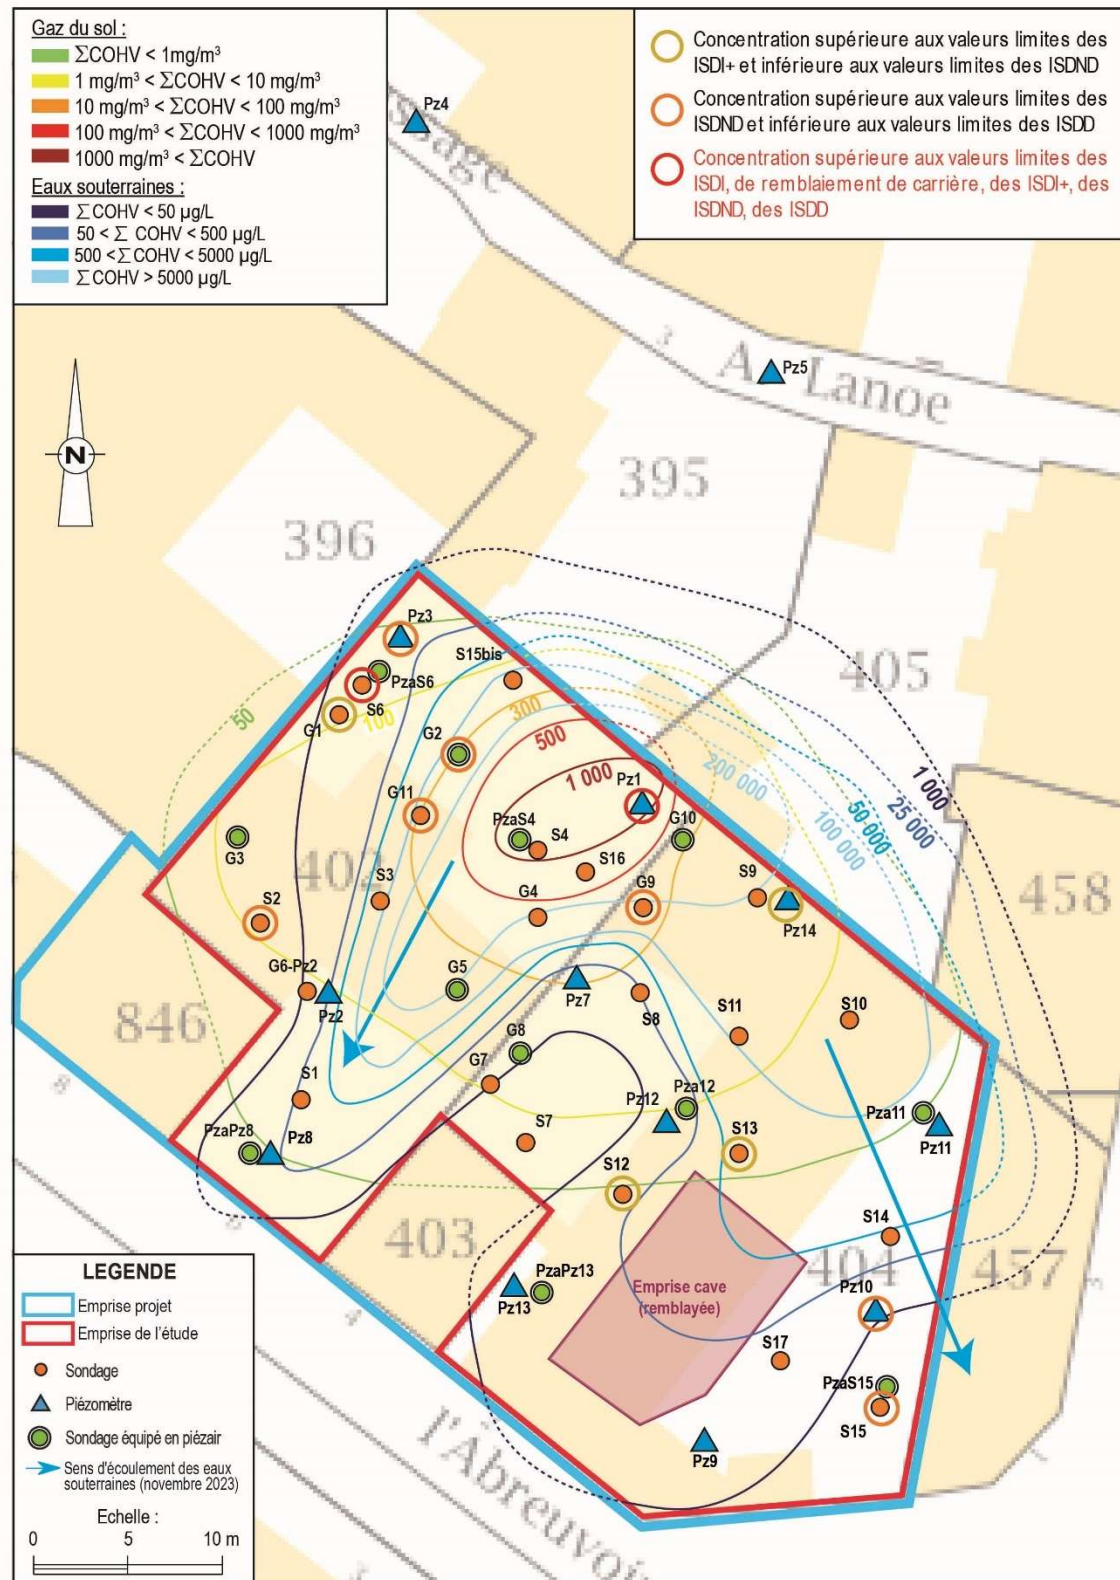 Gaz du sol :
ΣCOHV < 1mg/m³
1 mg/m³ < ΣCOHV < 10 mg/m³
10 mg/m³ < ΣCOHV < 100 mg/m³
100 mg/m³ < ΣCOHV < 1000 mg/m³
1000 mg/m³ < ΣCOHV
Eaux souterraines :
ΣCOHV < 50 µg/L
50 < Σ COHV < 500 µg/L
500 < Σ COHV < 5000 µg/L
ΣCOHV > 5000 µg/L
Concentration supérieure aux valeurs limites des
ISDI+ et inférieure aux valeurs limites des ISDND
Concentration supérieure aux valeurs limites des
ISDND et inférieure aux valeurs limites des ISDD
Concentration supérieure aux valeurs limites des
ISDI, de remblaiement de carrière, des ISDI+, des
ISDND, des ISDD
Pz4
3
Pz5
A. Lanoe
N
395
396
405
458
402
846
403
404
457
Pz3
S15bis
PzaS6
S6
G1
50
100
300
500
1 000
200 000
100 000
50 000
25 000
1 000
G2
G11
Pz1
PzaS4
S4
G10
S16
G3
S2
S3
G4
G9
S9
Pz14
G6-Pz2
Pz2
G5
Pz7
S8
S11
S10
G8
G7
S1
PzaPz8
Pz8
S7
Pz12
Pza12
S13
S12
Pza11
Pz11
S14
Pz10
Emprise cave
(remblayée)
PzaPz13
Pz13
S17
PzaS15
S15
Pz9
8
6
4
3
l'Abreuvoir
LEGENDE
Emprise projet
Emprise de l'étude
Sondage
Piézomètre
Sondage équipé en piézair
Sens d'écoulement des eaux
souterraines (novembre 2023)
Echelle :
0 5 10 m